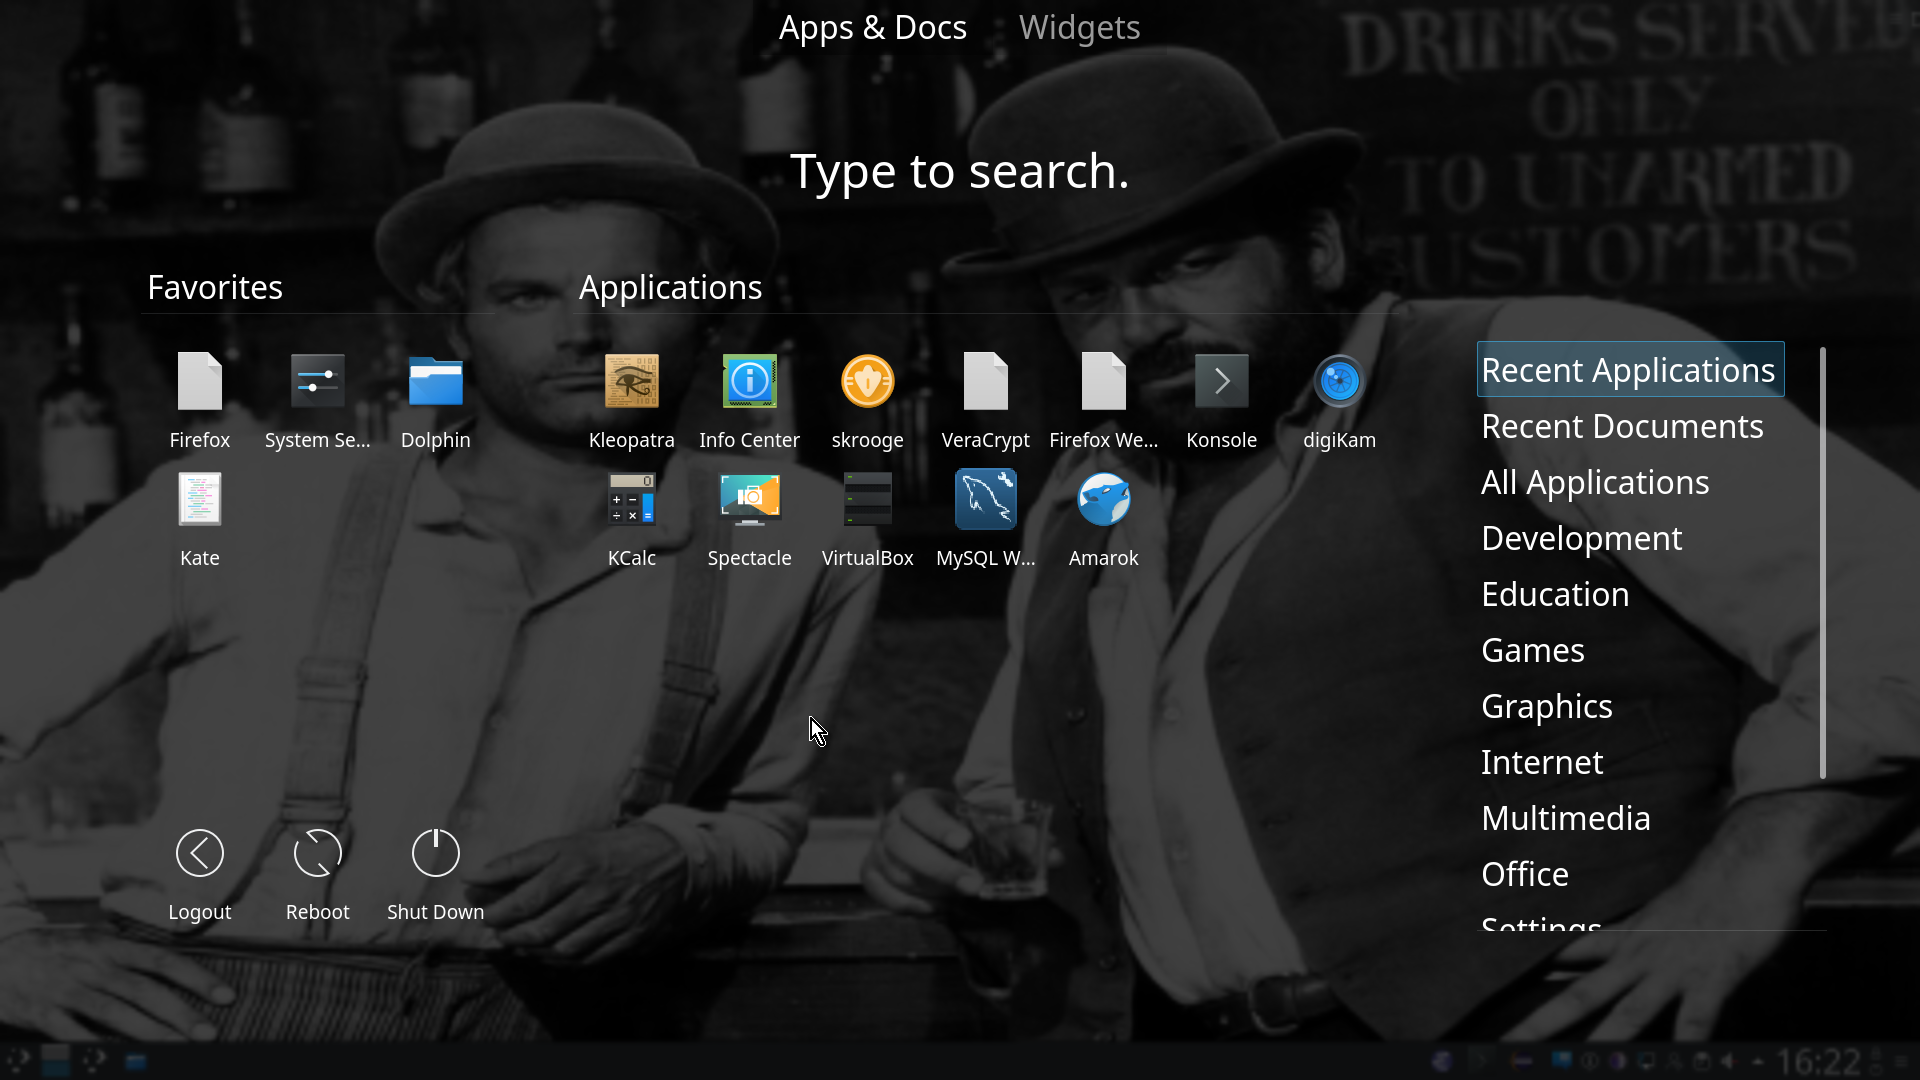 Apps & Docs Widgets
DRINKS SERVED
ONLY
TO UNARMED
CUSTOMERS
Type to search.
Favorites
Applications
Firefox
System Se...
Dolphin
Kate
Kleopatra
Info Center
skrooge
VeraCrypt
Firefox We...
Konsole
digiKam
KCalc
Spectacle
VirtualBox
MySQL W...
Amarok
Recent Applications
Recent Documents
All Applications
Development
Education
Games
Graphics
Internet
Multimedia
Office
Settings
Logout
Reboot
Shut Down
16:22